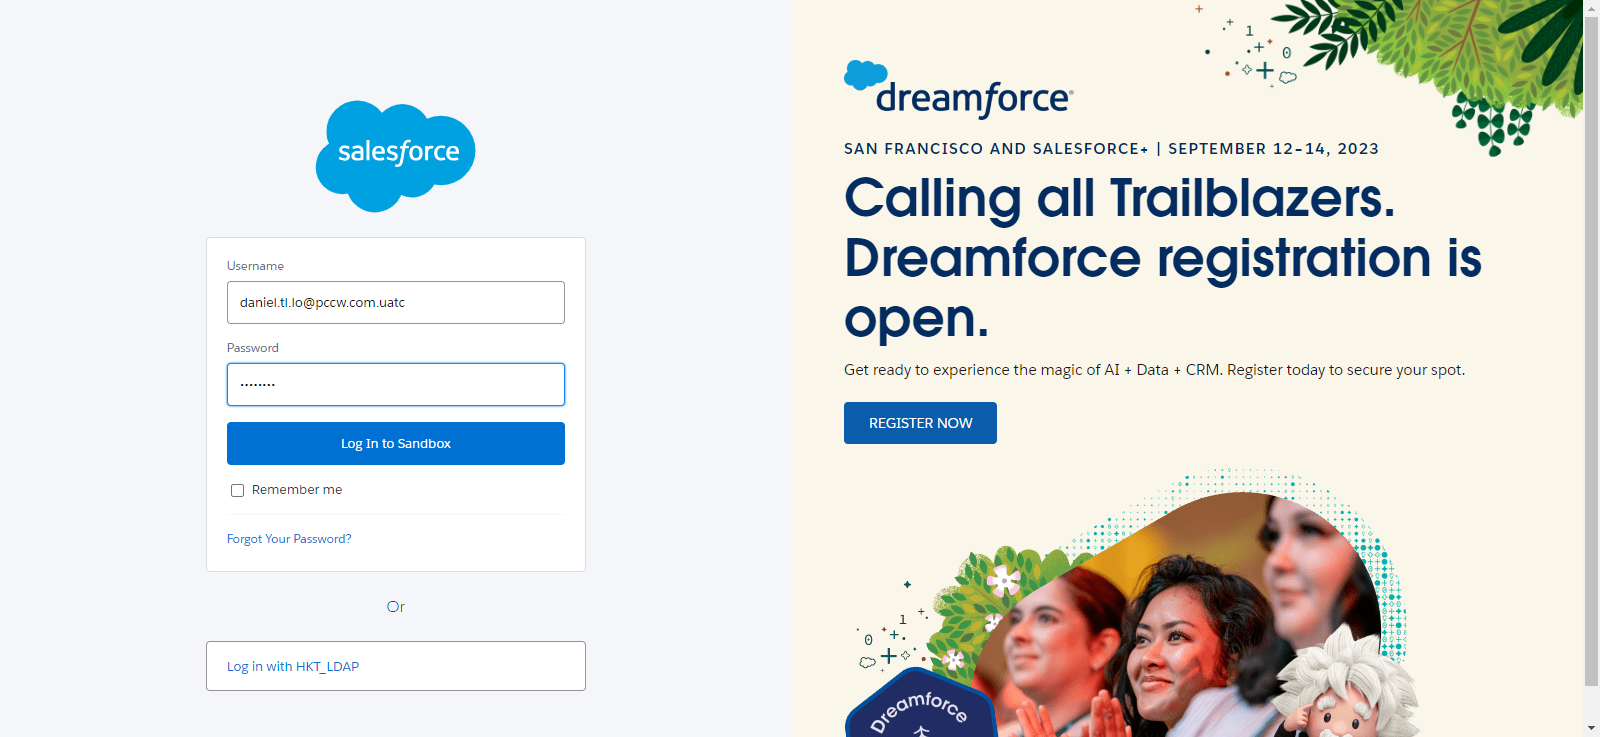 salesforce
Username
daniel.tl.lo@pccw.com.uatc
Password
••••••••
Log In to Sandbox
Remember me
Forgot Your Password?
Or
Log in with HKT_LDAP
1
0
dreamforce
SAN FRANCISCO AND SALESFORCE+ | SEPTEMBER 12–14, 2023
Calling all Trailblazers.
Dreamforce registration is
open.
Get ready to experience the magic of AI + Data + CRM. Register today to secure your spot.
REGISTER NOW
1
0
Dreamforce